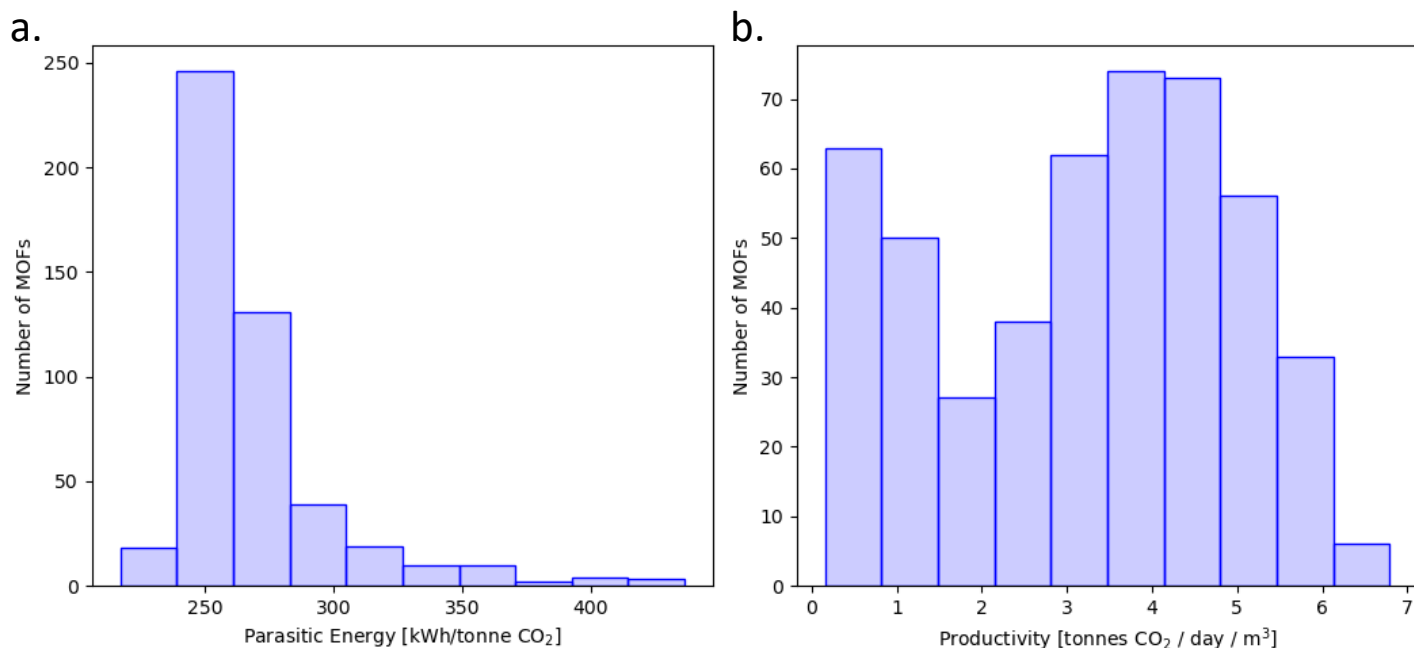 a.
250
200
150
100
50
0
Number of MOFs
250 300 350 400
Parasitic Energy [kWh/tonne CO₂]
b.
70
60
50
40
30
20
10
0
Number of MOFs
0 1 2 3 4 5 6 7
Productivity [tonnes CO₂ / day / m³]